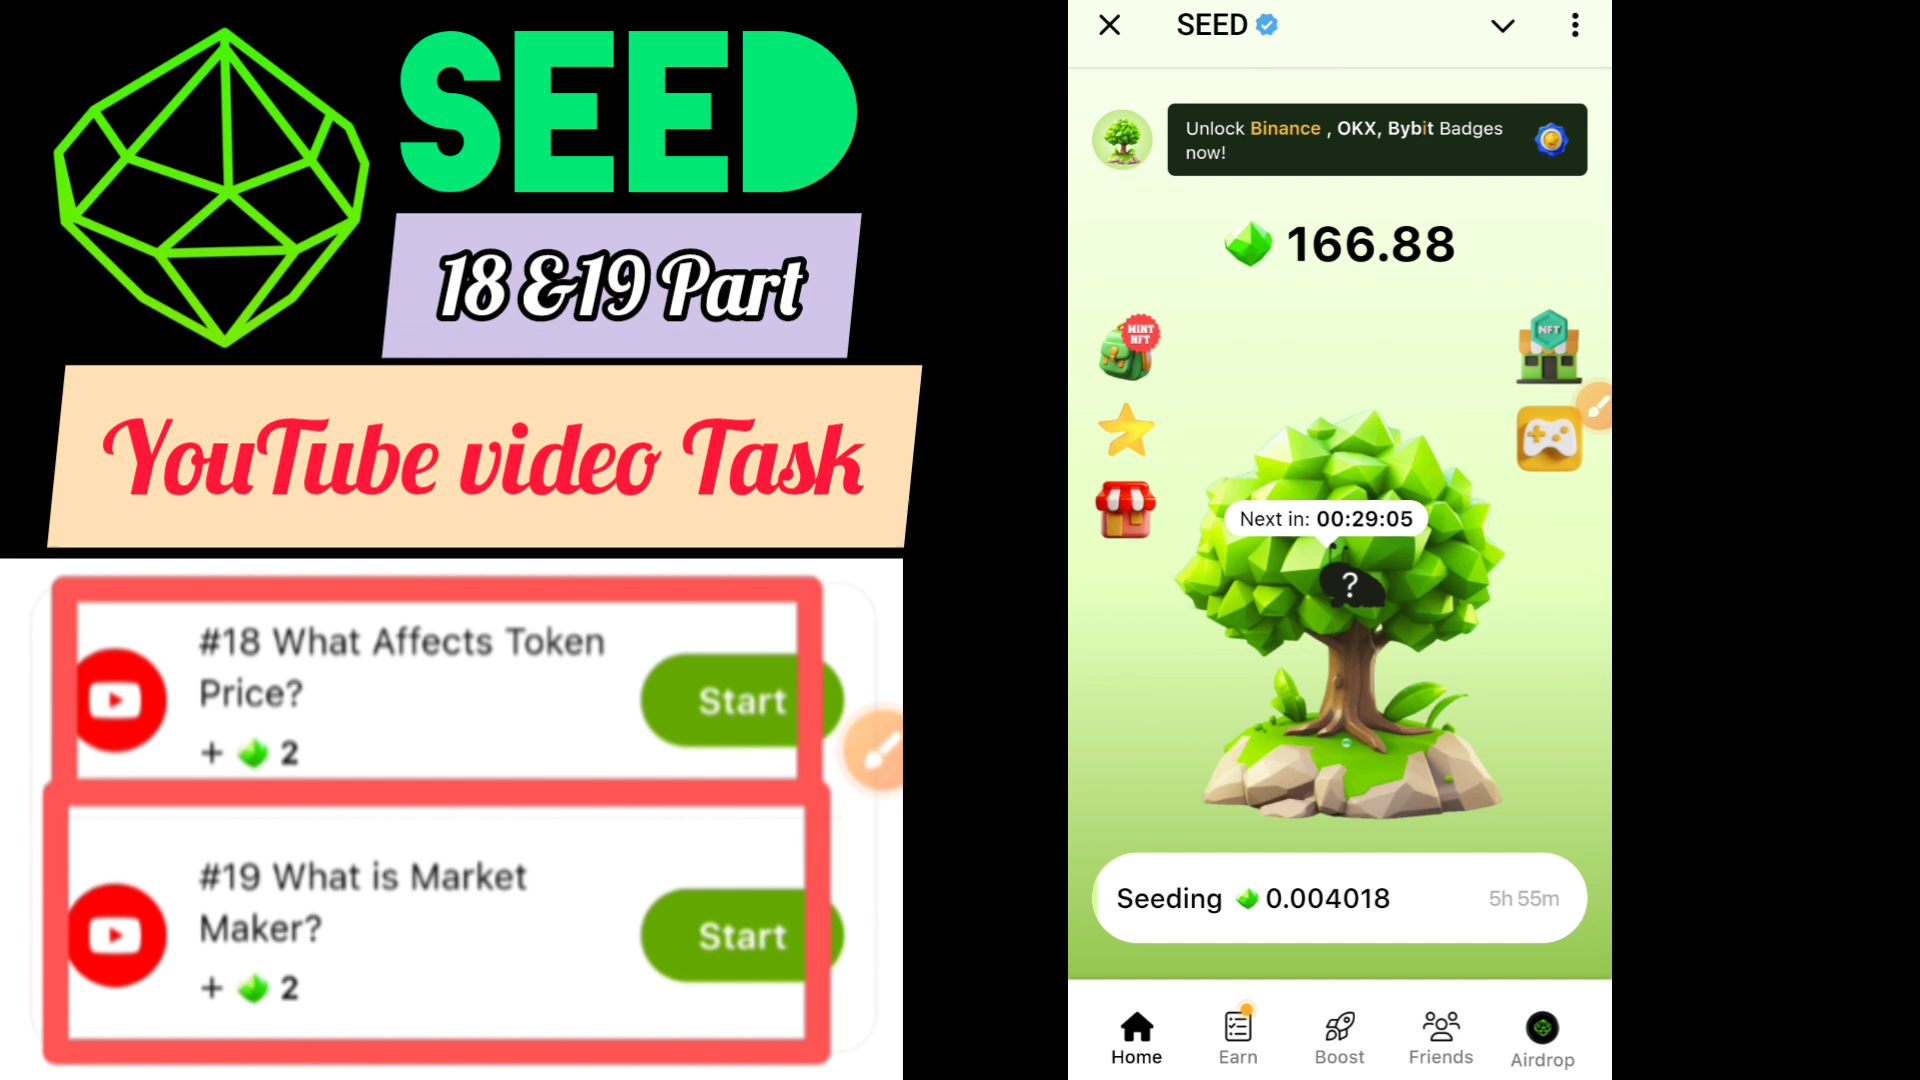 SEED
18 &19 Part
YouTube video Task
#18 What Affects Token
Price?
+ 2
Start
#19 What is Market
Maker?
+ 2
Start
SEED
Unlock Binance , OKX, Bybit Badges
now!
166.88
MINT
NFT
NFT
Next in: 00:29:05
?
Seeding 0.004018
5h 55m
Home
Earn
Boost
Friends
Airdrop